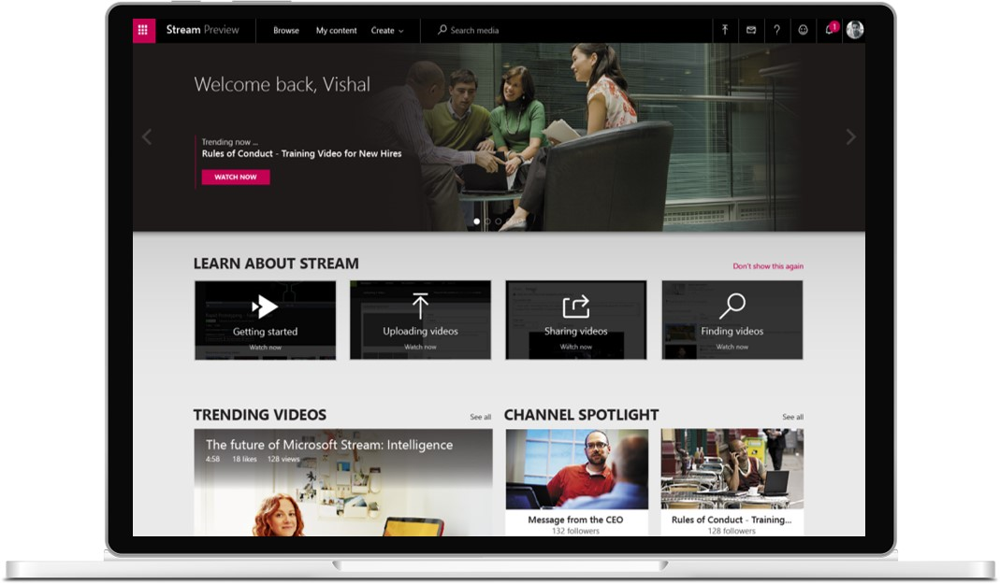 Stream Preview
Browse
My content
Create
Search media
?
1
Welcome back, Vishal
Trending now ...
Rules of Conduct - Training Video for New Hires
WATCH NOW
LEARN ABOUT STREAM
Don't show this again
Getting started
Watch now
Uploading videos
Watch now
Sharing videos
Watch now
Finding videos
Watch now
TRENDING VIDEOS
See all
The future of Microsoft Stream: Intelligence
4:58 18 likes 128 views
CHANNEL SPOTLIGHT
See all
Message from the CEO
132 followers
Rules of Conduct - Training...
128 followers